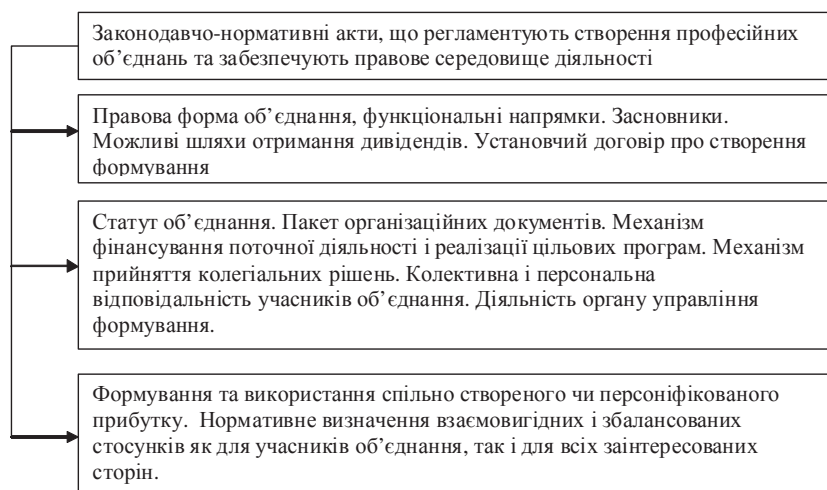 Законодавчо-нормативні акти, що регламентують створення професійних
об’єднань та забезпечують правове середовище діяльності
Правова форма об’єднання, функціональні напрямки. Засновники.
Можливі шляхи отримання дивідендів. Установчий договір про створення
формування
Статут об’єднання. Пакет організаційних документів. Механізм
фінансування поточної діяльності і реалізації цільових програм. Механізм
прийняття колегіальних рішень. Колективна і персональна
відповідальність учасників об’єднання. Діяльність органу управління
формування.
Формування та використання спільно створеного чи персоніфікованого
прибутку. Нормативне визначення взаємовигідних і збалансованих
стосунків як для учасників об’єднання, так і для всіх заінтересованих
сторін.